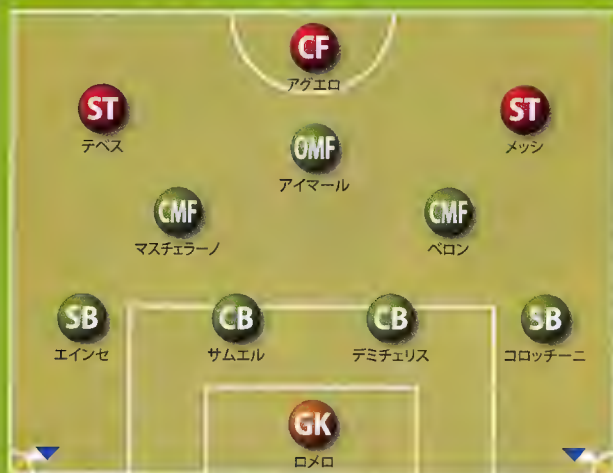 CF
アグエロ
ST
テベス
ST
メッシ
OMF
アイマール
CMF
マスチェラーノ
CMF
ベロン
SB
エインセ
CB
サムエル
CB
デミチェリス
SB
コロッチーニ
GK
ロメロ